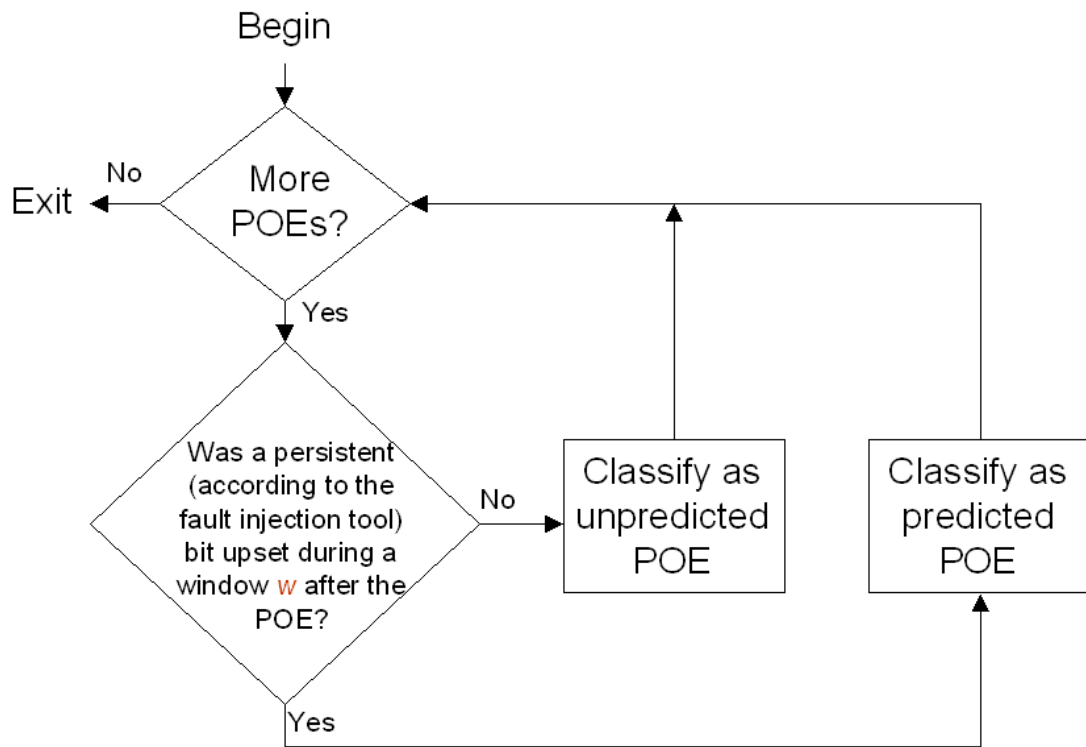 Begin
No
Exit
More
POEs?
Yes
Was a persistent
(according to the
fault injection tool)
bit upset during a
window w after the
POE?
No
Classify as
unpredicted
POE
Classify as
predicted
POE
Yes